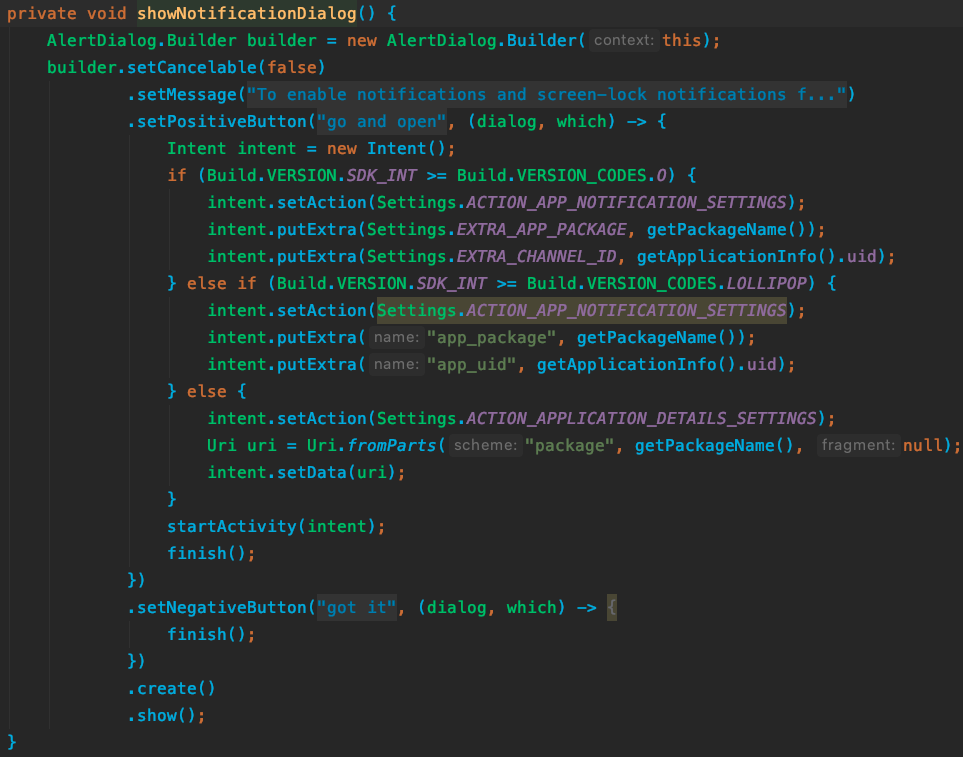 private void showNotificationDialog() {
AlertDialog.Builder builder = new AlertDialog.Builder( context: this);
builder.setCancelable(false)
.setMessage("To enable notifications and screen-lock notifications f...")
.setPositiveButton("go and open", (dialog, which) -> {
Intent intent = new Intent();
if (Build.VERSION.SDK_INT >= Build.VERSION_CODES.O) {
intent.setAction(Settings.ACTION_APP_NOTIFICATION_SETTINGS);
intent.putExtra(Settings.EXTRA_APP_PACKAGE, getPackageName());
intent.putExtra(Settings.EXTRA_CHANNEL_ID, getApplicationInfo().uid);
} else if (Build.VERSION.SDK_INT >= Build.VERSION_CODES.LOLLIPOP) {
intent.setAction(Settings.ACTION_APP_NOTIFICATION_SETTINGS);
intent.putExtra( name: "app_package", getPackageName());
intent.putExtra( name: "app_uid", getApplicationInfo().uid);
} else {
intent.setAction(Settings.ACTION_APPLICATION_DETAILS_SETTINGS);
Uri uri = Uri.fromParts( scheme: "package", getPackageName(), fragment: null);
intent.setData(uri);
}
startActivity(intent);
finish();
})
.setNegativeButton("got it", (dialog, which) -> {
finish();
})
.create()
.show();
}